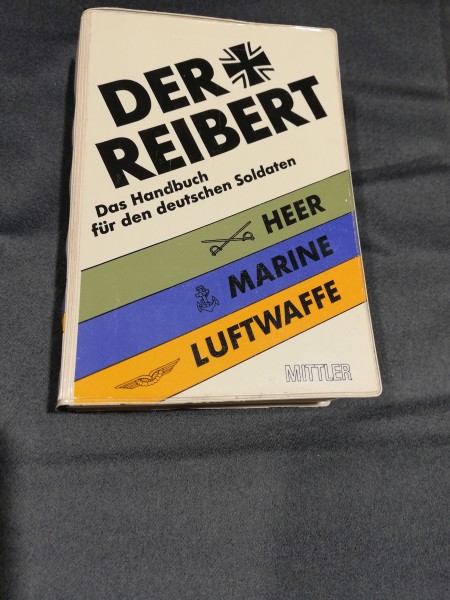 DER
REIBERT
Das Handbuch
für den deutschen Soldaten
HEER
MARINE
LUFTWAFFE
MITTLER